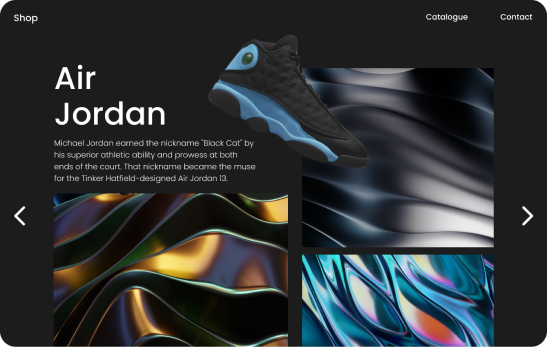 Shop
Catalogue
Contact
Air
Jordan
Michael Jordan earned the nickname "Black Cat" by
his superior athletic ability and prowess at both
ends of the court. That nickname became the muse
for the Tinker Hatfield-designed Air Jordan 13.